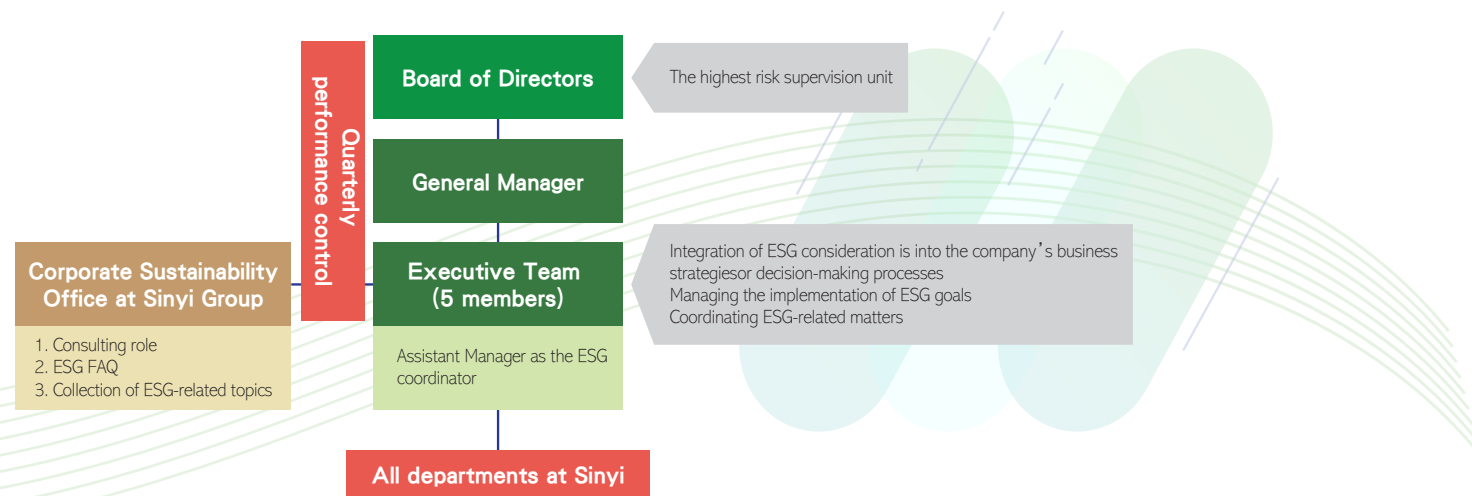 Quarterly
performance control
Board of Directors
The highest risk supervision unit
General Manager
Corporate Sustainability
Office at Sinyi Group
1. Consulting role
2. ESG FAQ
3. Collection of ESG-related topics
Executive Team
(5 members)
Assistant Manager as the ESG
coordinator
Integration of ESG consideration is into the company’s business
strategiesor decision-making processes
Managing the implementation of ESG goals
Coordinating ESG-related matters
All departments at Sinyi